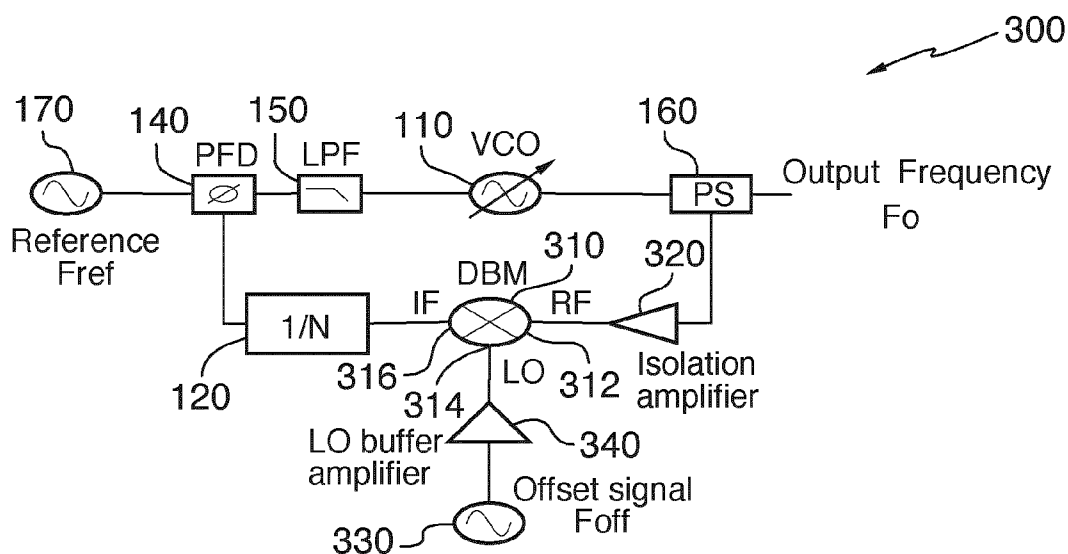 300
170
140
150
110
VCO
160
PFD
LPF
PS
Output Frequency
Fo
Reference
Fref
DBM
310
320
IF
RF
1/N
120
316
314
LO
312
Isolation
amplifier
LO buffer
amplifier
340
Offset signal
Foff
330